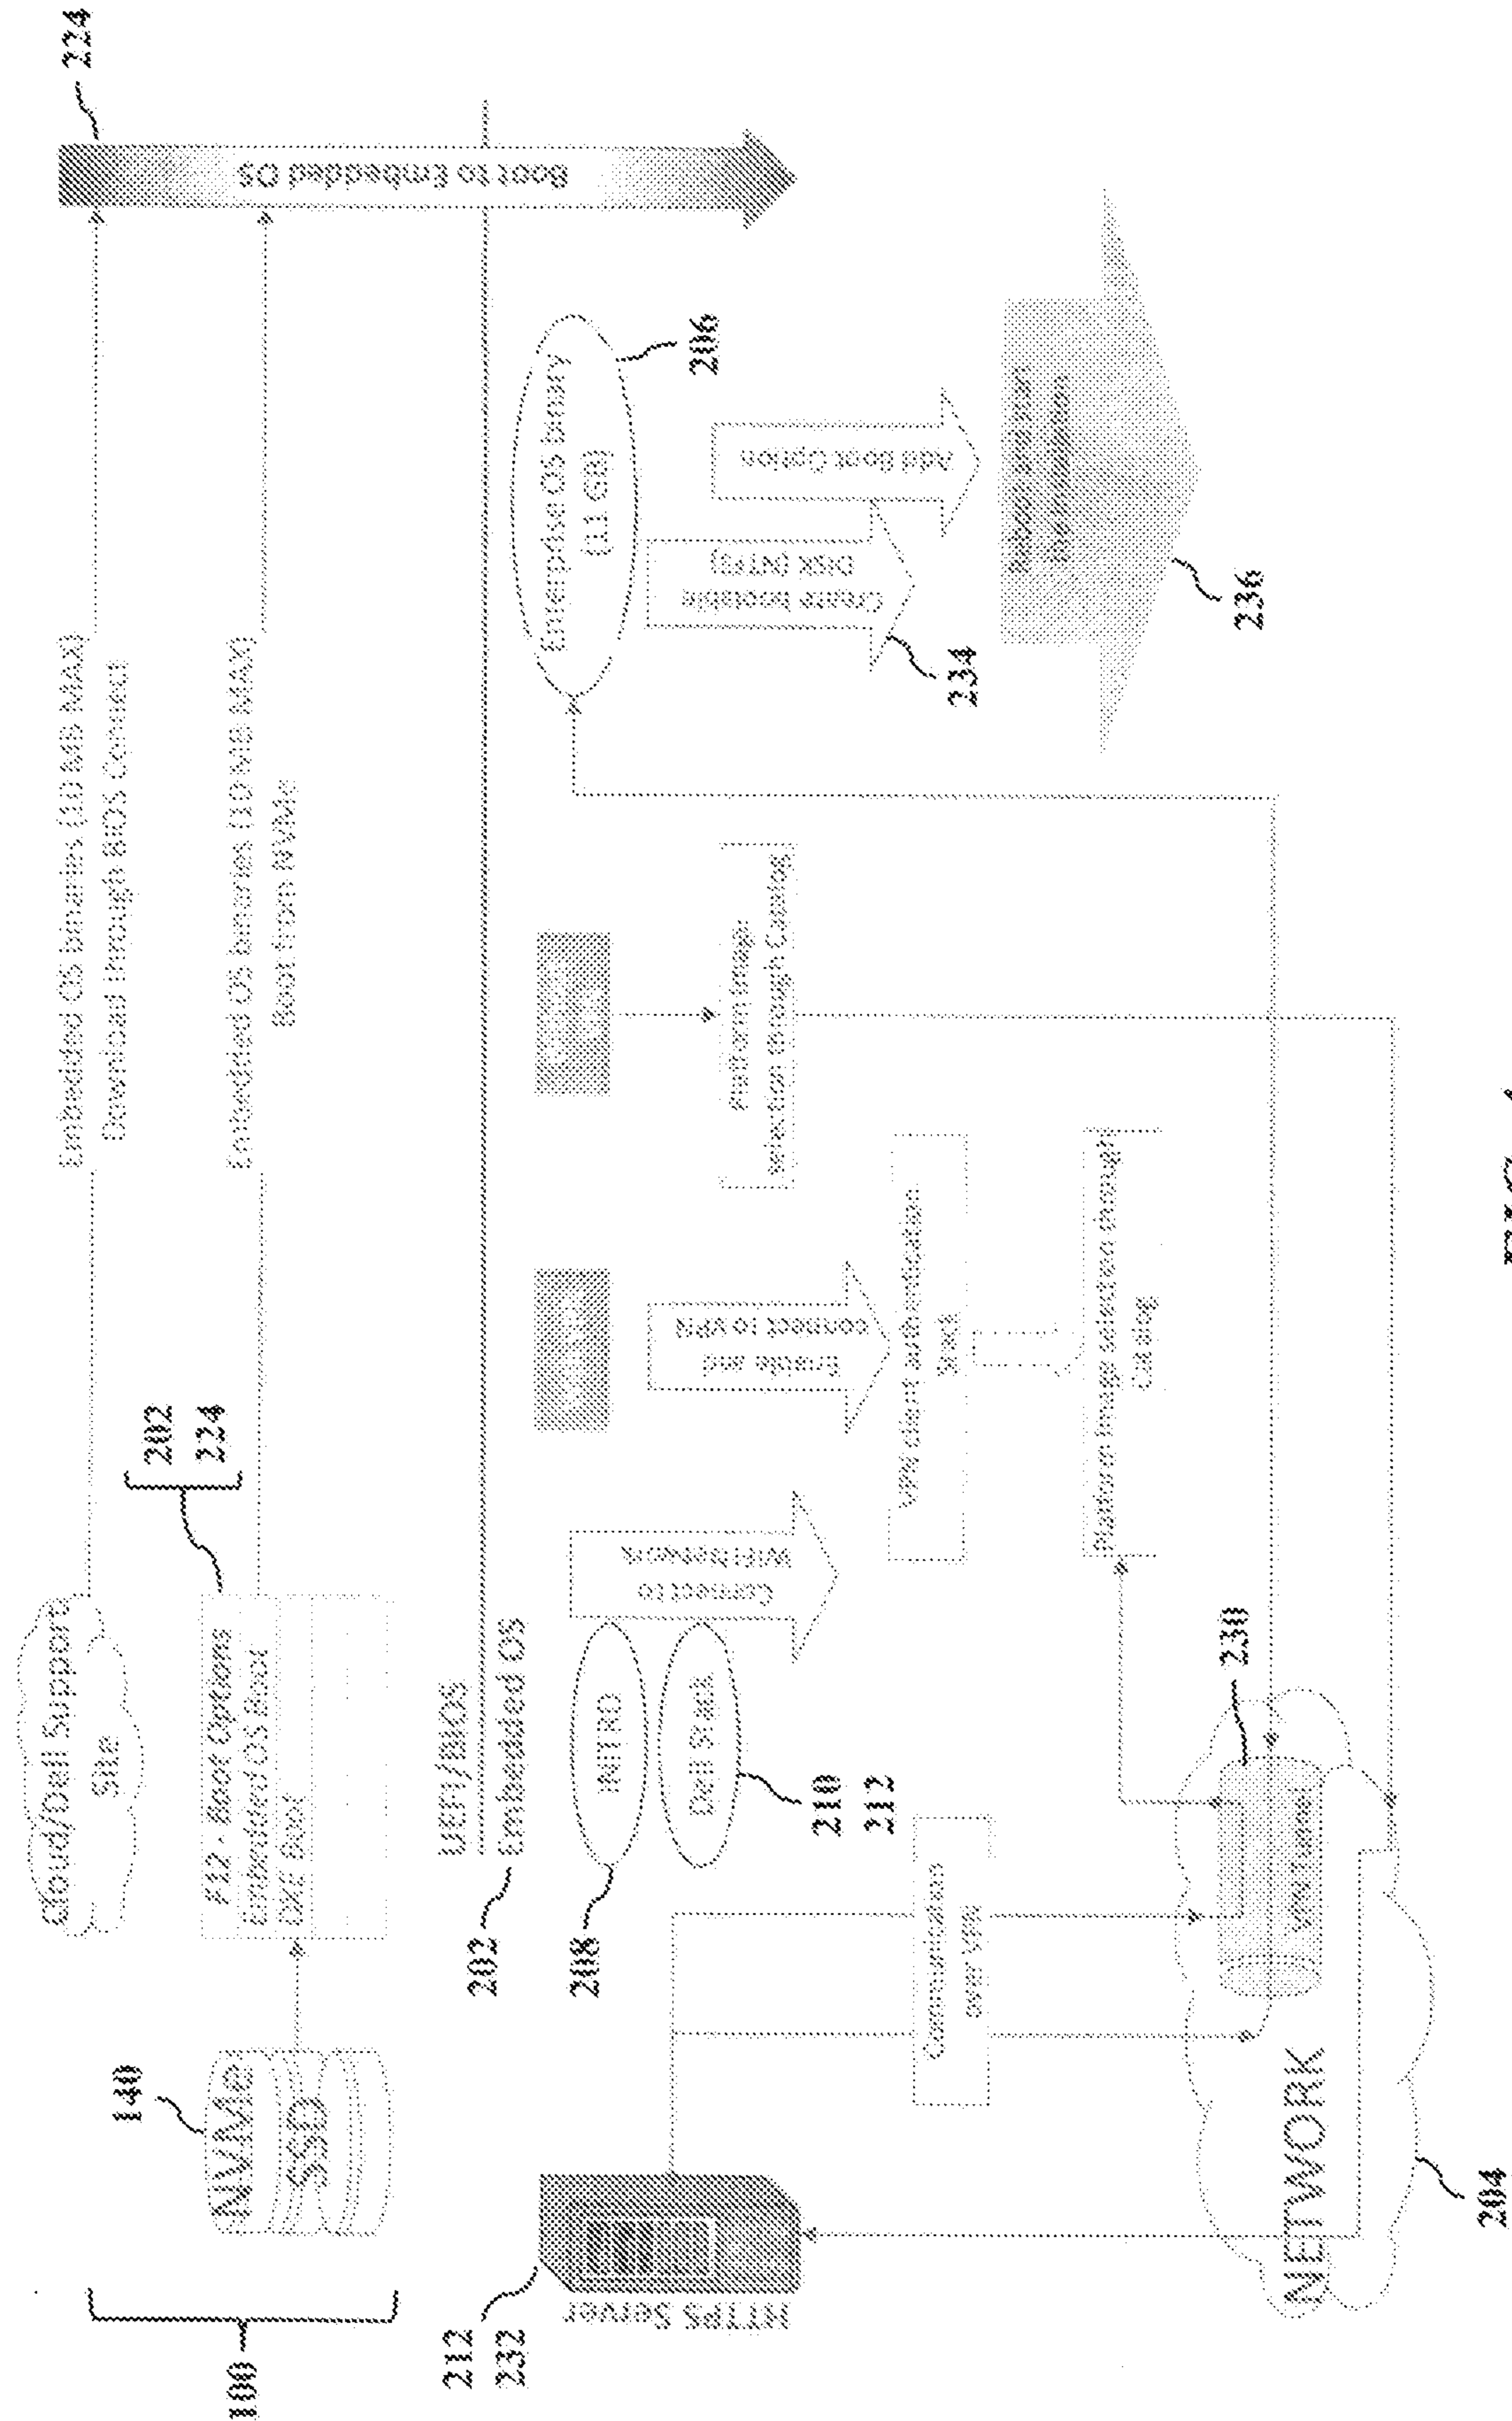 224
Cloud/Dell Support
Site
Embedded OS binaries (10 MB MAX)
Download through BIOS Connect
140
NVMe
SSD
100
F12 - Boot Options
Embedded OS Boot
DXE Boot
202
224
Embedded OS binaries (10 MB MAX)
Boot from NVMe
Boot to Embedded OS
UEFI/BIOS
202
Embedded OS
212
232
HTTPS Server
208
INITRD
Dell Stack
210
212
Connect to
WiFi Network
Enable and
connect to VPN
VPN client authentication
Stack
Platform Image selection through
Catalog
Platform Image
selection through Catalog
Enterprise OS binary
(11 GB)
206
Create bootable
DISK (NTFS)
234
Add Boot Option
236
Communications
over VPN
230
VPN Tunnel
NETWORK
204